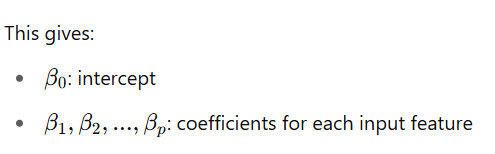 This gives:
• β₀: intercept
• β₁, β₂, ..., βₚ: coefficients for each input feature